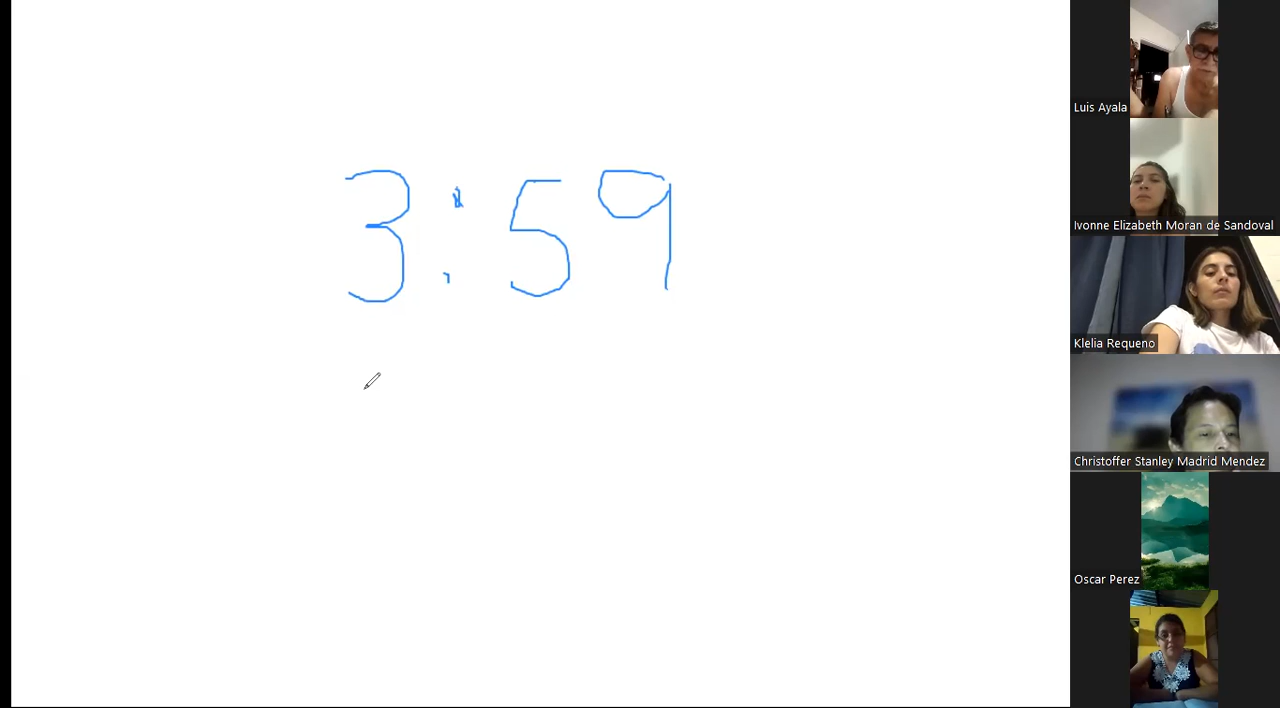 3:59
Luis Ayala
Ivonne Elizabeth Moran de Sandoval
Klelia Requeno
Christoffer Stanley Madrid Mendez
Oscar Perez